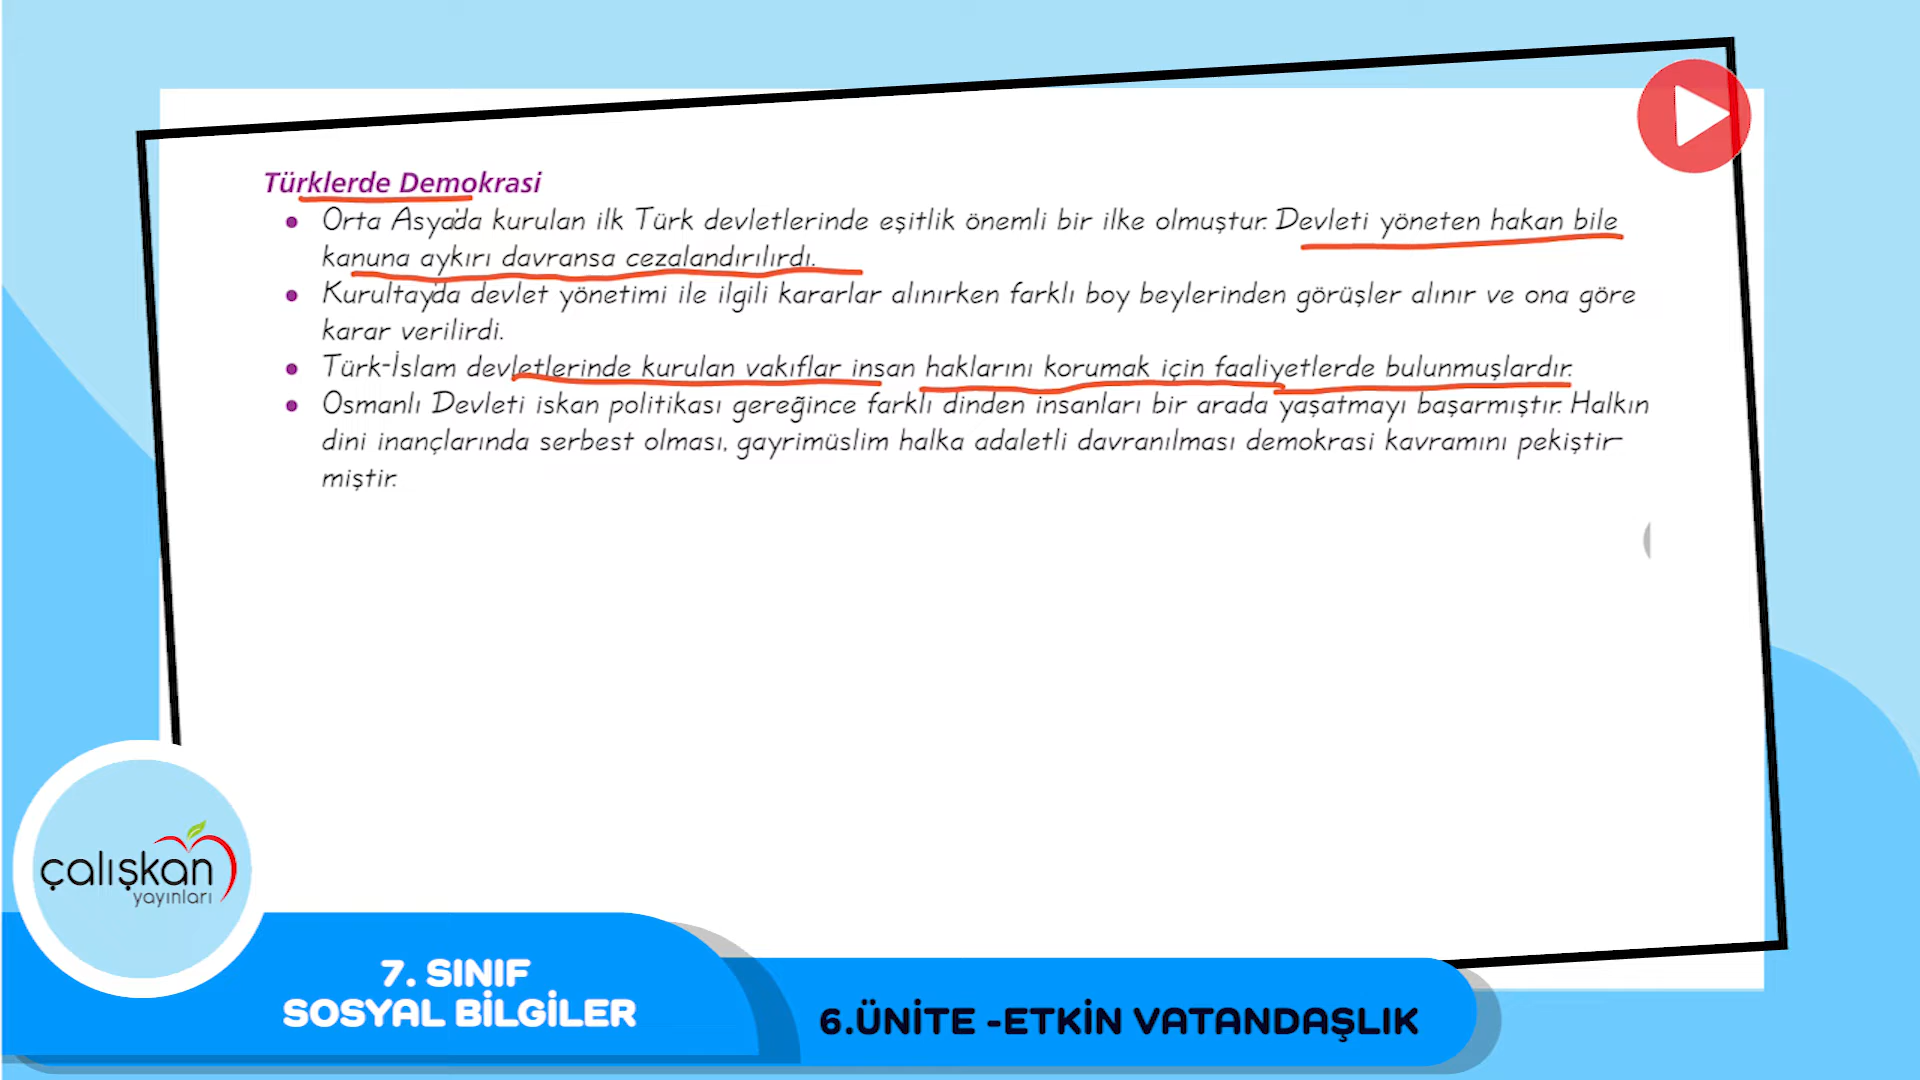 Türklerde Demokrasi
• Orta Asya'da kurulan ilk Türk devletlerinde eşitlik önemli bir ilke olmuştur. Devleti yöneten hakan bile
kanuna aykırı davransa cezalandırılırdı.
• Kurultay'da devlet yönetimi ile ilgili kararlar alınırken farklı boy beylerinden görüşler alınır ve ona göre
karar verilirdi.
• Türk-İslam devletlerinde kurulan vakıflar insan haklarını korumak için faaliyetlerde bulunmuşlardır.
• Osmanlı Devleti iskan politikası gereğince farklı dinden insanları bir arada yaşatmayı başarmıştır. Halkın
dini inançlarında serbest olması, gayrimüslim halka adaletli davranılması demokrasi kavramını pekiştir-
miştir.
çalışkan
yayınları
7. SINIF
SOSYAL BİLGİLER
6.ÜNİTE -ETKİN VATANDAŞLIK